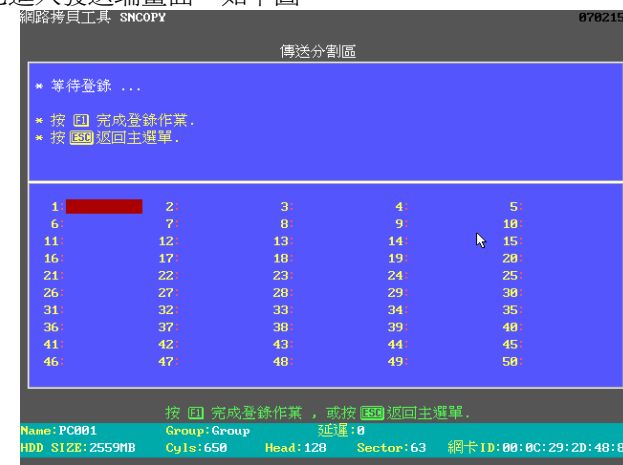 網路拷貝工具 SNCOPY 070215
傳送分割區
* 等待登錄 ...
* 按 F1 完成登錄作業.
* 按 ESC 返回主選單.
1: 2: 3: 4: 5:
6: 7: 8: 9: 10:
11: 12: 13: 14: 15:
16: 17: 18: 19: 20:
21: 22: 23: 24: 25:
26: 27: 28: 29: 30:
31: 32: 33: 34: 35:
36: 37: 38: 39: 40:
41: 42: 43: 44: 45:
46: 47: 48: 49: 50:
按 F1 完成登錄作業 , 或按 ESC 返回主選單.
Name:PC001 Group:Group 延遲:0
HDD SIZE:2559MB Cyls:650 Head:128 Sector:63 網卡ID:00:0C:29:2D:48:8